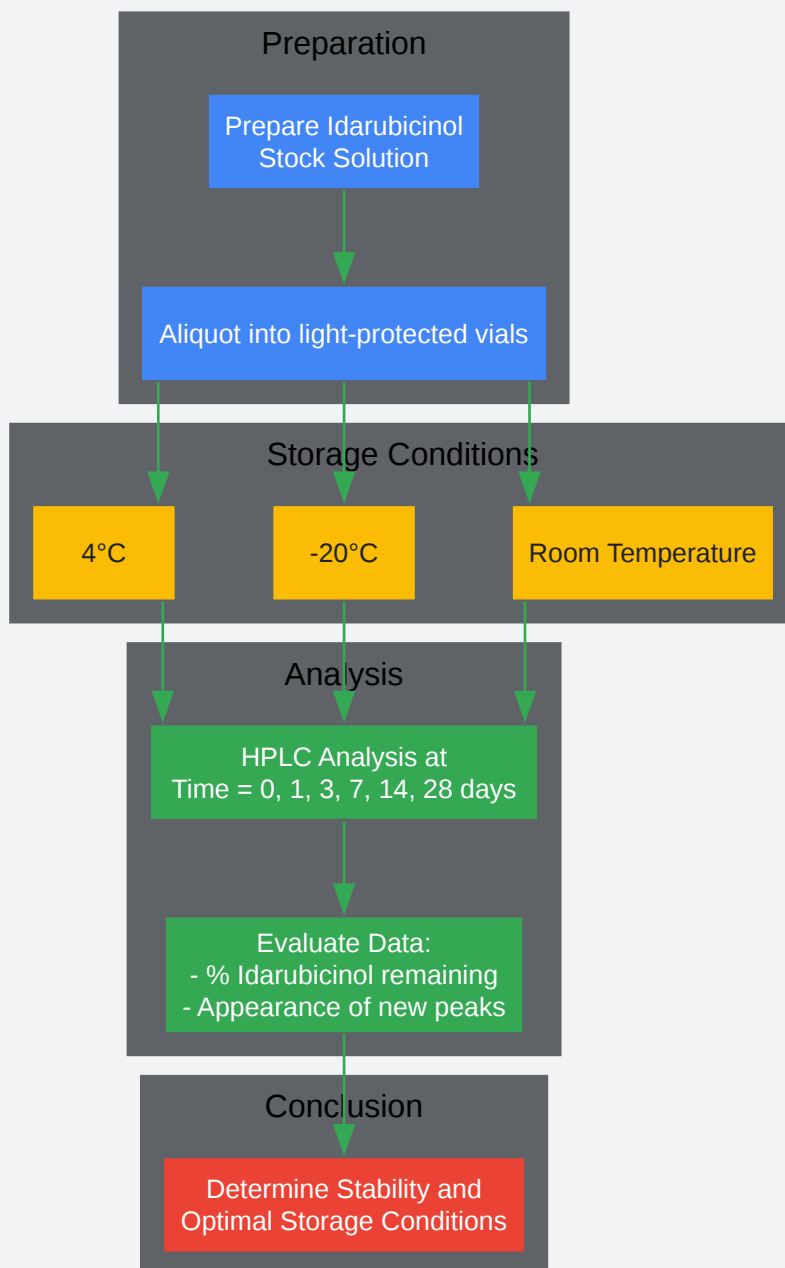 Preparation
Prepare Idarubicinol
Stock Solution
Aliquot into light-protected vials
Storage Conditions
4°C
-20°C
Room Temperature
Analysis
HPLC Analysis at
Time = 0, 1, 3, 7, 14, 28 days
Evaluate Data:
- % Idarubicinol remaining
- Appearance of new peaks
Conclusion
Determine Stability and
Optimal Storage Conditions